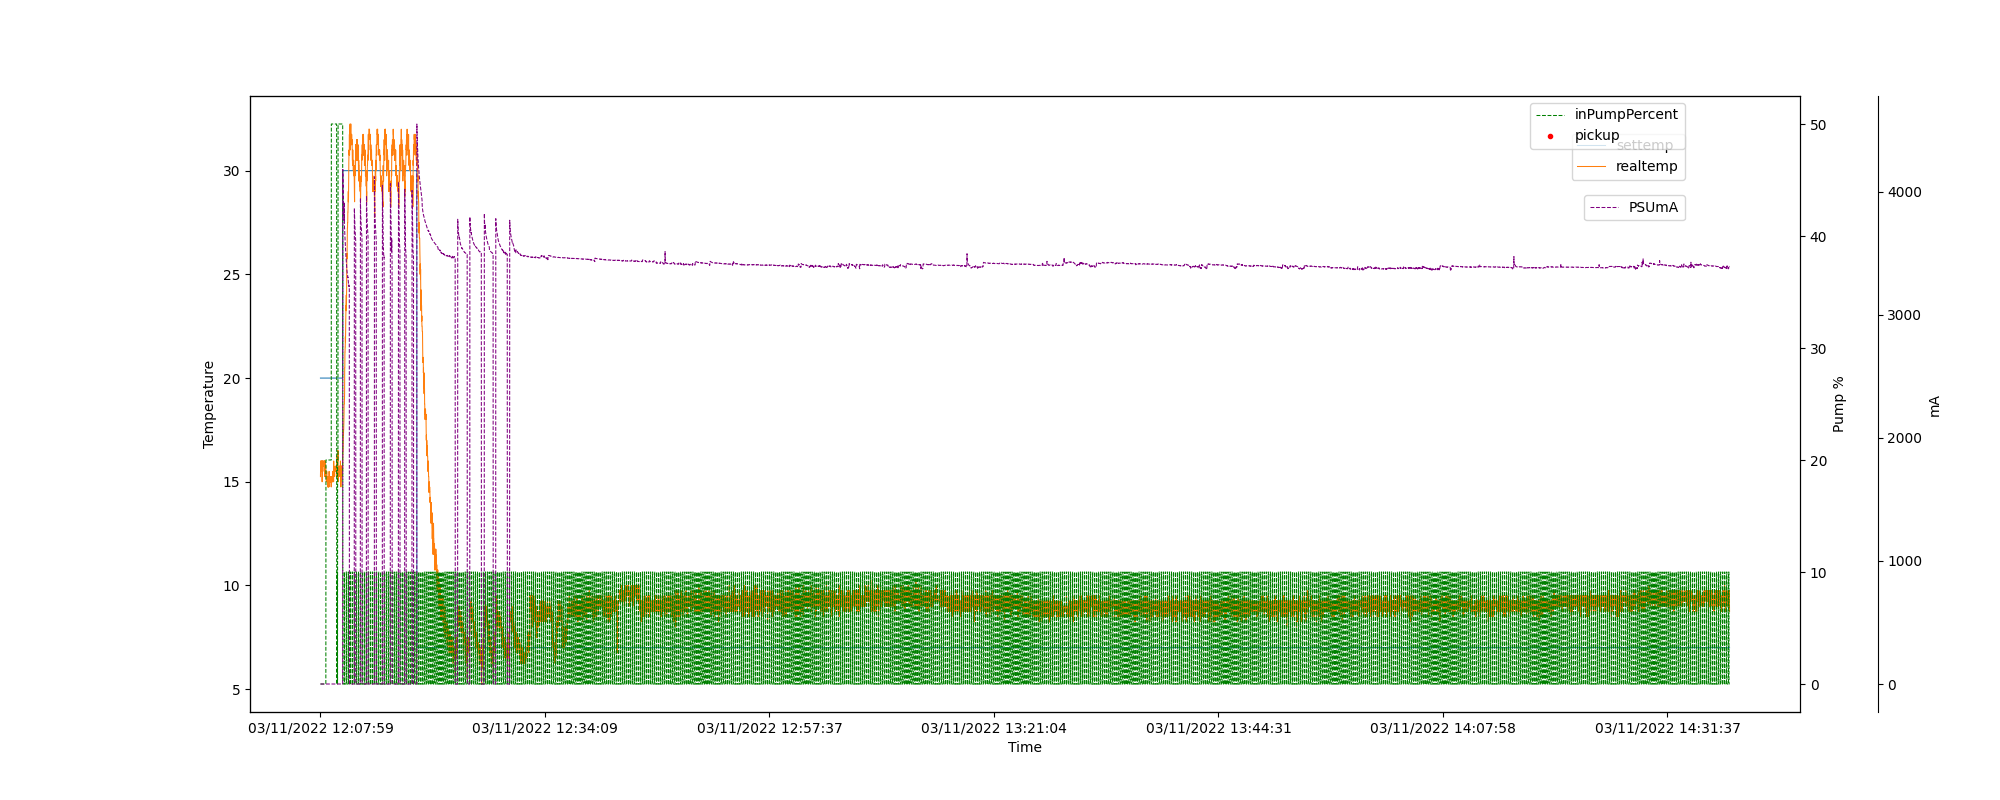 inPumpPercent
pickup
settemp
realtemp
PSUmA
30
25
20
15
10
5
Temperature
50
40
30
20
10
0
Pump %
4000
3000
2000
1000
0
mA
03/11/2022 12:07:59
03/11/2022 12:34:09
03/11/2022 12:57:37
03/11/2022 13:21:04
03/11/2022 13:44:31
03/11/2022 14:07:58
03/11/2022 14:31:37
Time